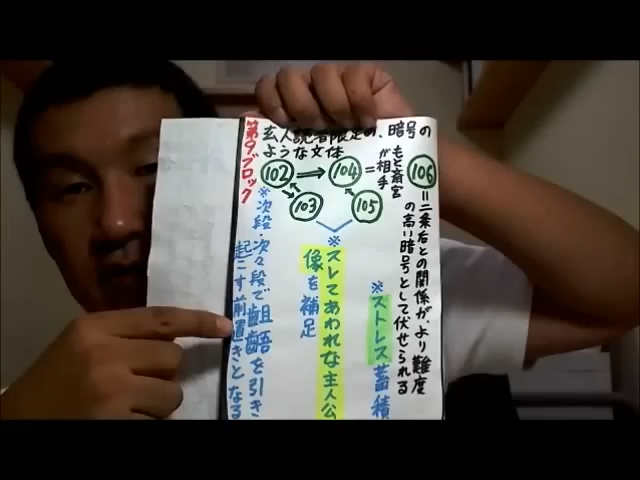 第9ブロック
玄人読者限定の、暗号の
ような文体
102
103
104
105
=
もと斎宮
が相手
106
=二条后との関係が、より難度
の高い暗号として伏せられる
※ストレス蓄積
※スレてあわれな主人公
像を補足
※次段・次々段で齟齬を引き
起こす前置きとなる